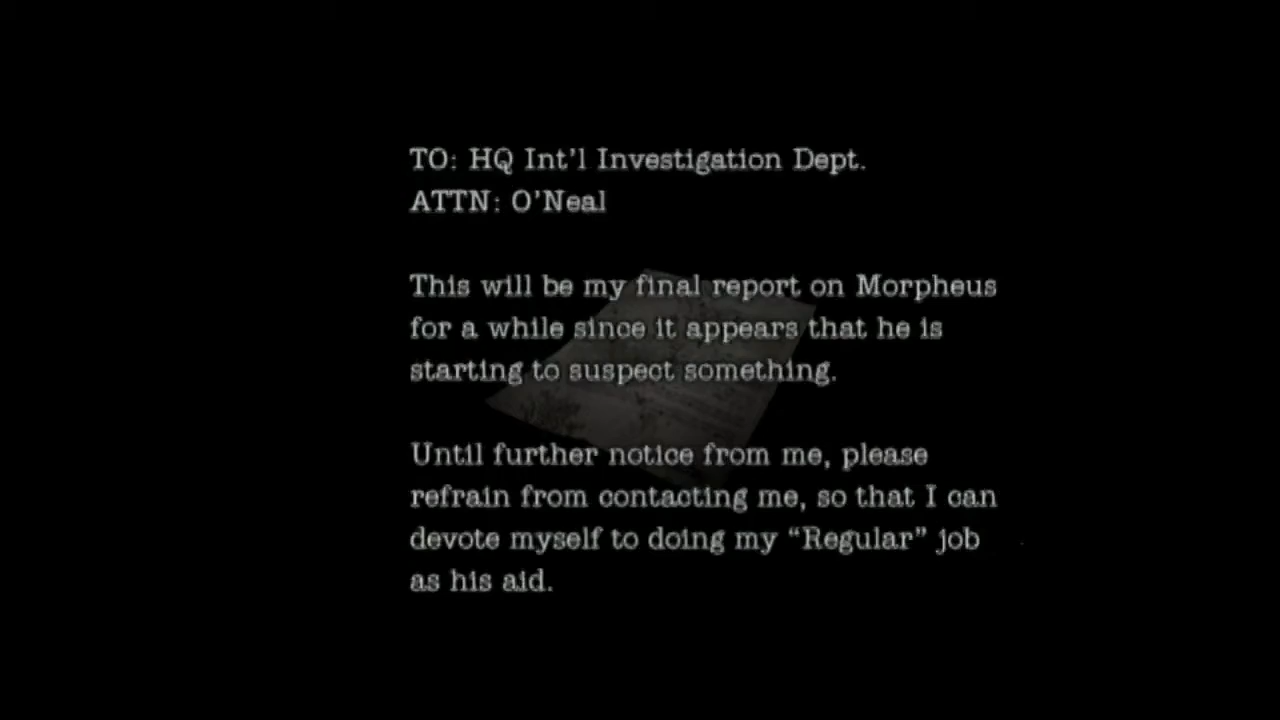 TO: HQ Int'l Investigation Dept.
ATTN: O'Neal
This will be my final report on Morpheus
for a while since it appears that he is
starting to suspect something.
Until further notice from me, please
refrain from contacting me, so that I can
devote myself to doing my “Regular” job
as his aid.